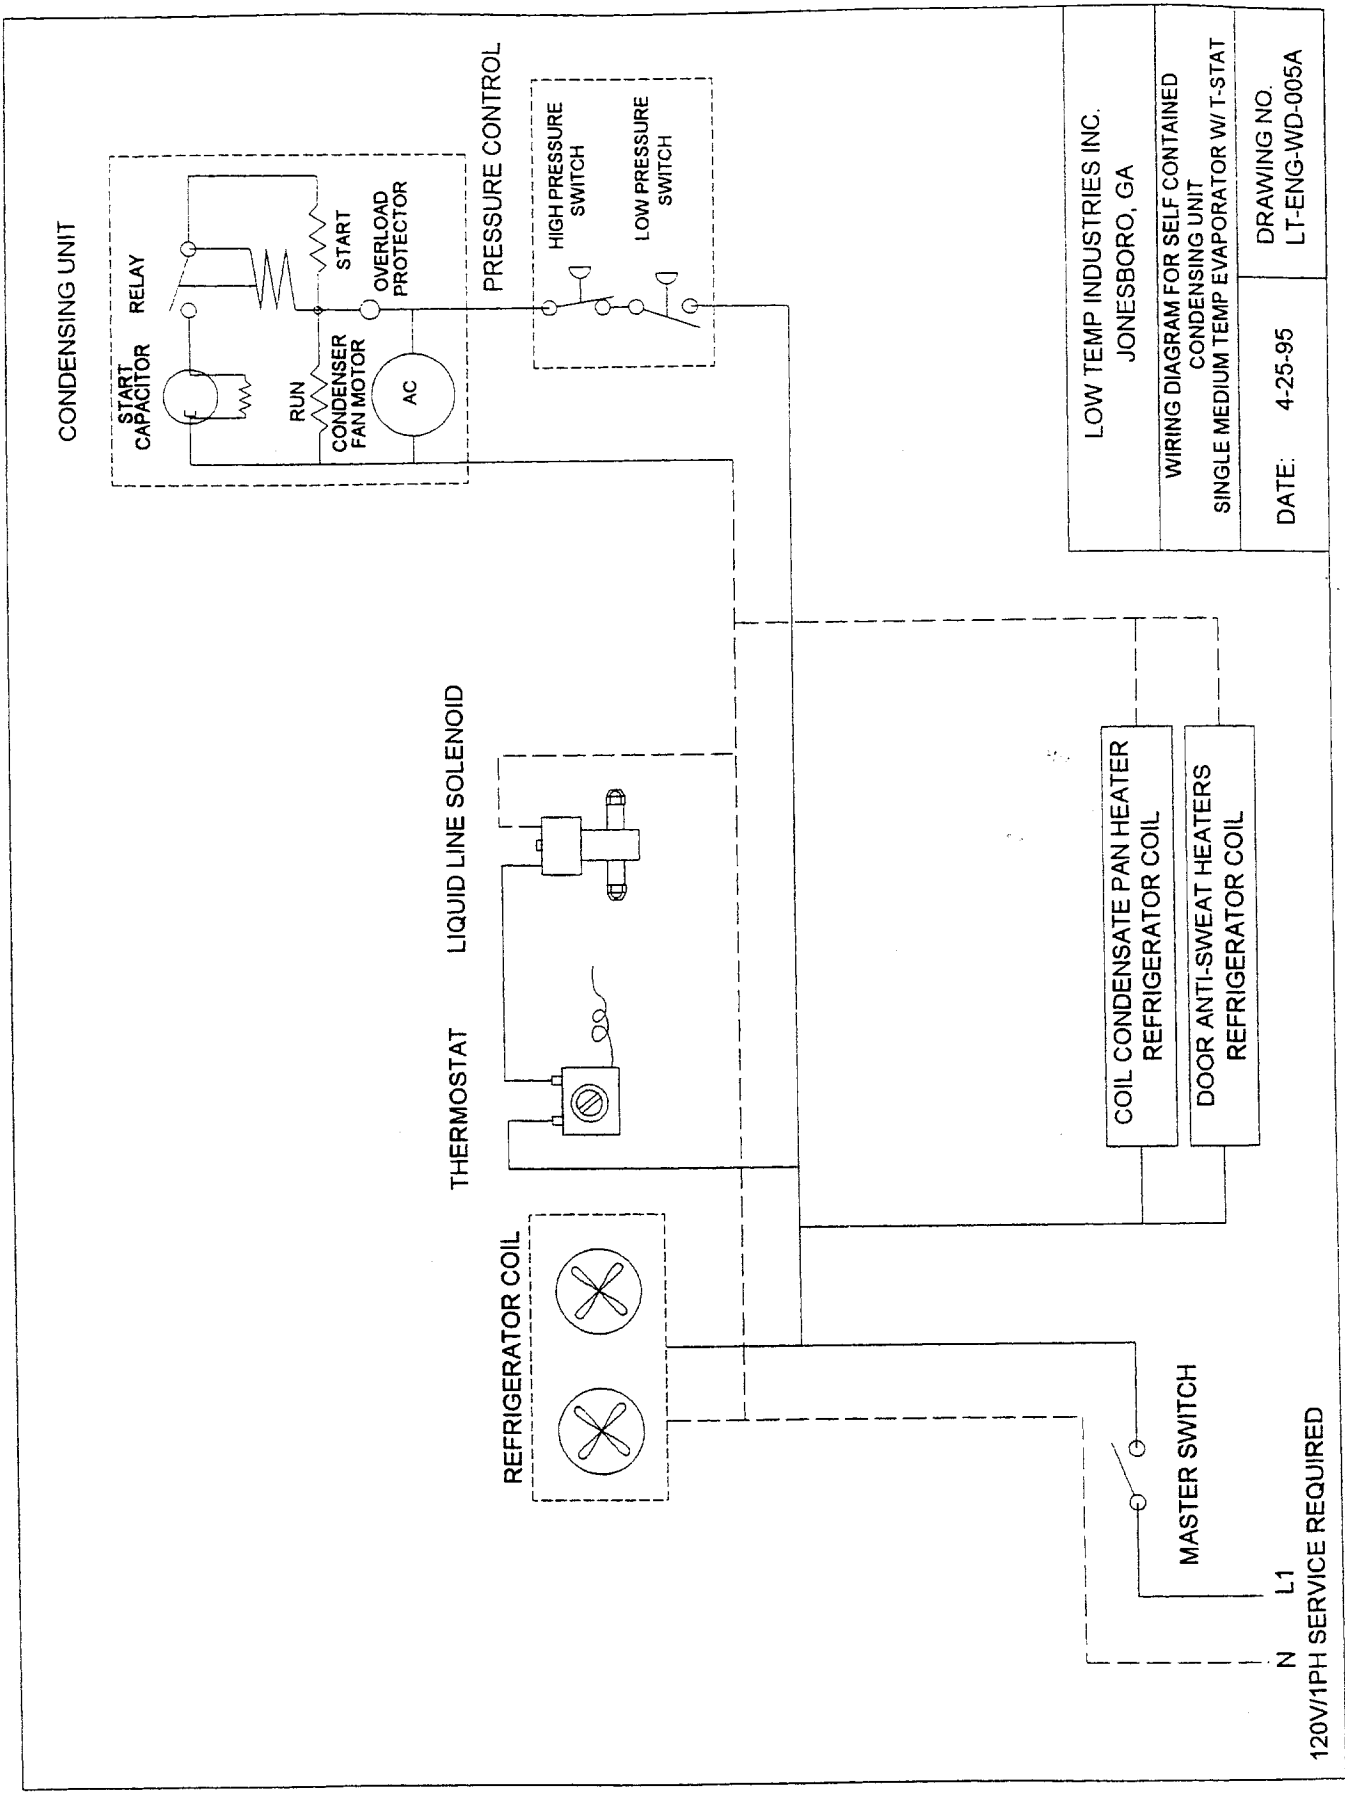 CONDENSING UNIT
START
CAPACITOR
RELAY
RUN
START
CONDENSER
FAN MOTOR
OVERLOAD
PROTECTOR
AC
PRESSURE CONTROL
HIGH PRESSURE
SWITCH
LOW PRESSURE
SWITCH
THERMOSTAT
LIQUID LINE SOLENOID
REFRIGERATOR COIL
COIL CONDENSATE PAN HEATER
REFRIGERATOR COIL
DOOR ANTI-SWEAT HEATERS
REFRIGERATOR COIL
MASTER SWITCH
N
L1
120V/1PH SERVICE REQUIRED
LOW TEMP INDUSTRIES INC.
JONESBORO, GA
WIRING DIAGRAM FOR SELF CONTAINED
CONDENSING UNIT
SINGLE MEDIUM TEMP EVAPORATOR W/ T-STAT
DATE: 4-25-95
DRAWING NO.
LT-ENG-WD-005A